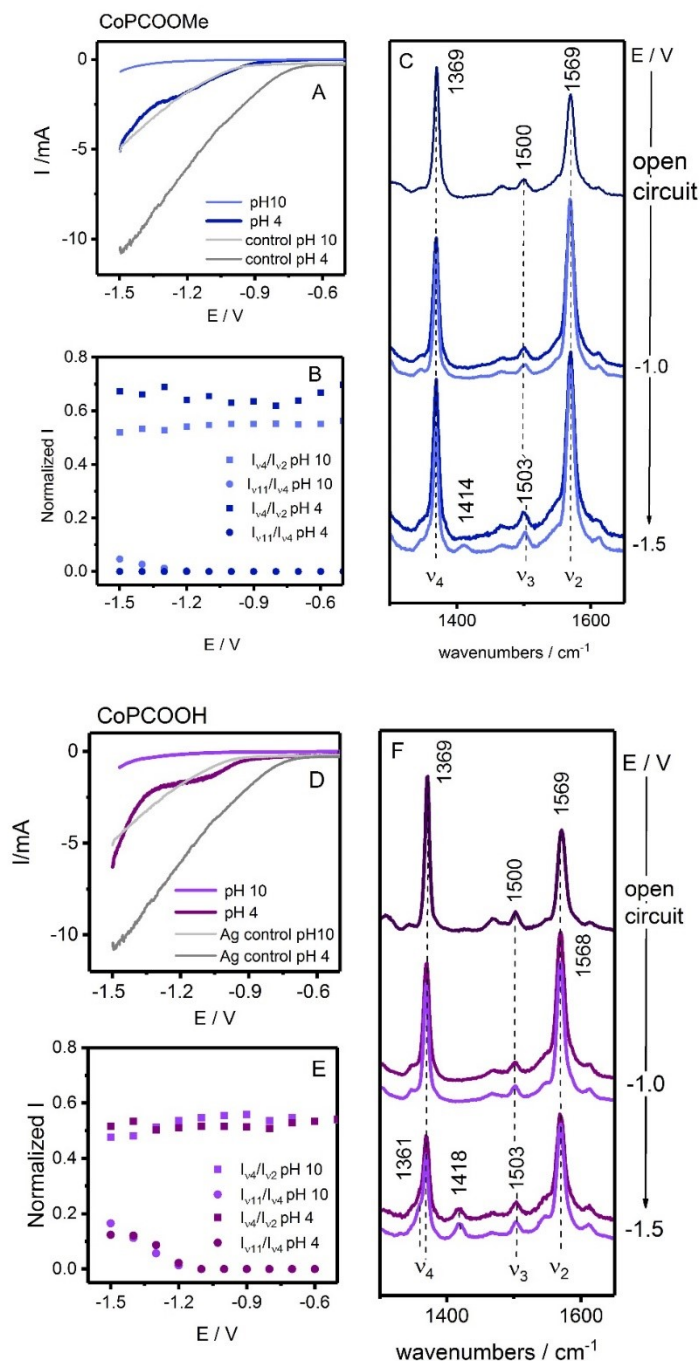 CoPCOOMe
A
I /mA
0
-5
-10
-1.5 -1.2 -0.9 -0.6
E / V
pH10
pH 4
control pH 10
control pH 4
B
Normalized I
0.8
0.6
0.4
0.2
0.0
-1.5 -1.2 -0.9 -0.6
E / V
Iν4/Iν2 pH 10
Iν11/Iν4 pH 10
Iν4/Iν2 pH 4
Iν11/Iν4 pH 4
C
E / V
1369
1500
1569
open
circuit
-1.0
1414
1503
-1.5
ν4
ν3
ν2
1400 1600
wavenumbers / cm-1
CoPCOOH
D
I/mA
0
-5
-10
pH 10
pH 4
Ag control pH10
Ag control pH 4
-1.5 -1.2 -0.9 -0.6
E / V
E
Normalized I
0.8
0.6
0.4
0.2
0.0
Iν4/Iν2 pH 10
Iν11/Iν4 pH 10
Iν4/Iν2 pH 4
Iν11/Iν4 pH 4
-1.5 -1.2 -0.9 -0.6
E / V
F
E / V
1369
1500
1569
open
circuit
1568
-1.0
1361
1418
1503
-1.5
ν4
ν3
ν2
1400 1600
wavenumbers / cm-1